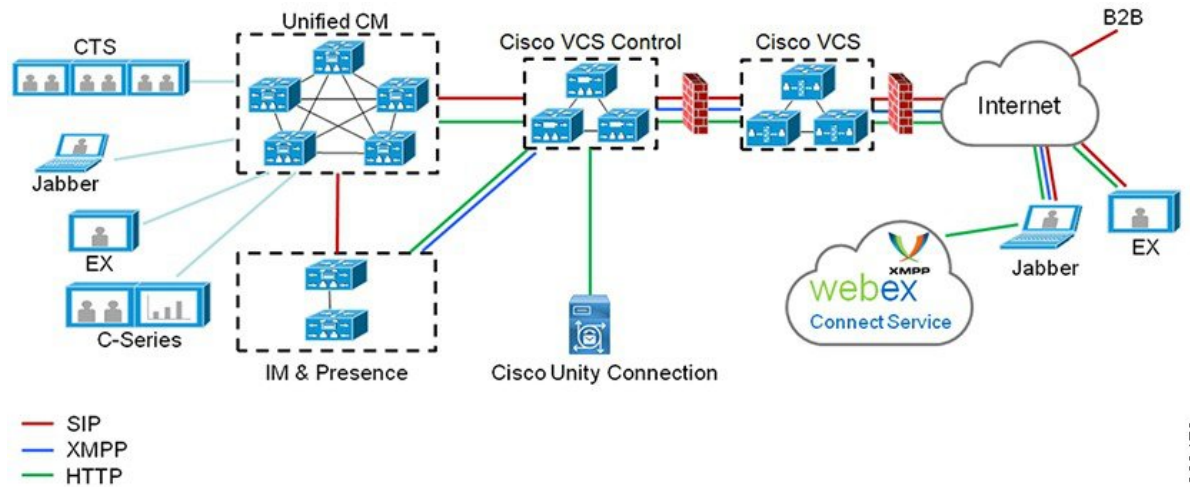 Unified CM
CTS
Cisco VCS Control
Cisco VCS
B2B
Internet
Jabber
EX
C-Series
IM & Presence
Cisco Unity Connection
XMPP
webex
Connect Service
Jabber
EX
SIP
XMPP
HTTP